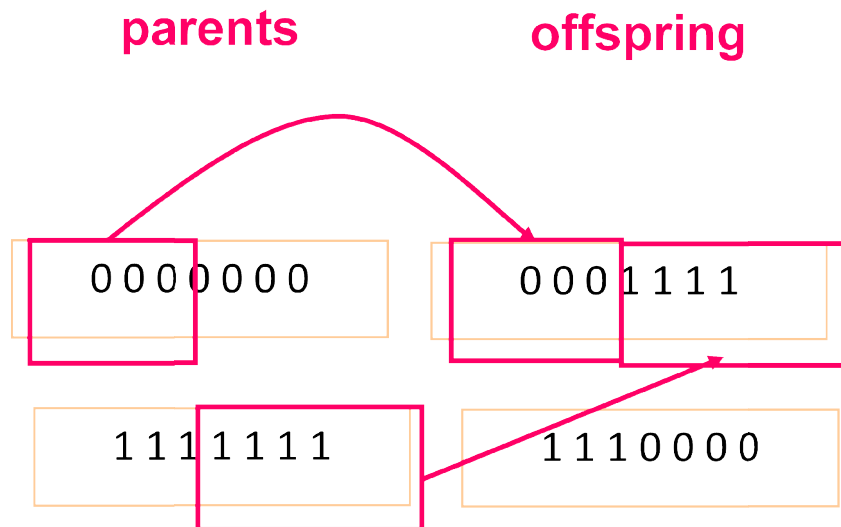 parents offspring
0 0 0 0 0 0 0 0 0 0 1 1 1 1
1 1 1 1 1 1 1 1 1 1 0 0 0 0